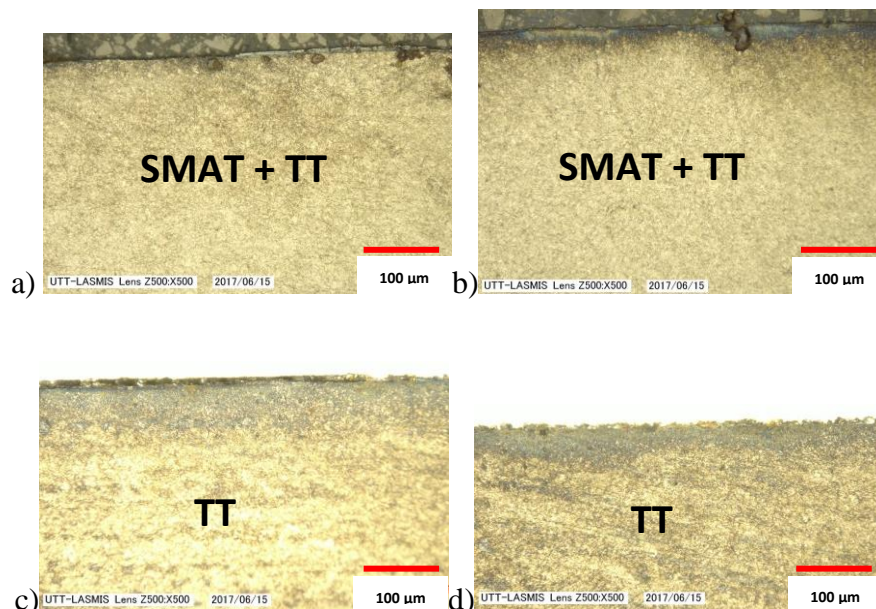 SMAT + TT
100 µm
UTT-LASMIS Lens Z500:X500 2017/06/15
a)
SMAT + TT
100 µm
UTT-LASMIS Lens Z500:X500 2017/06/15
b)
TT
100 µm
UTT-LASMIS Lens Z500:X500 2017/06/15
c)
TT
100 µm
UTT-LASMIS Lens Z500:X500 2017/06/15
d)